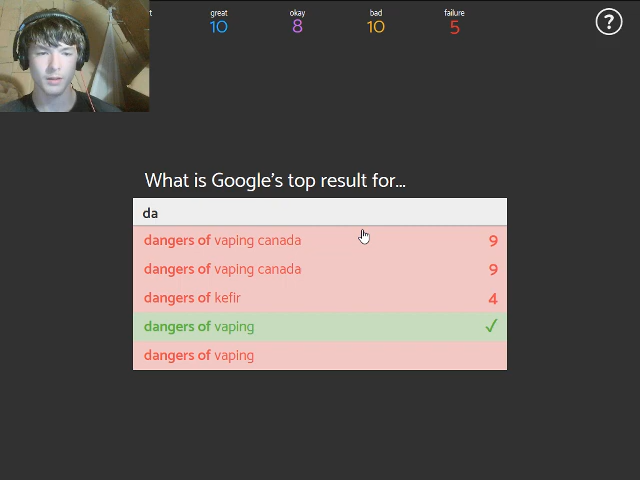 t great okay bad failure
10 8 10 5
?
What is Google's top result for...
da
dangers of vaping canada 9
dangers of vaping canada 9
dangers of kefir 4
dangers of vaping ✓
dangers of vaping